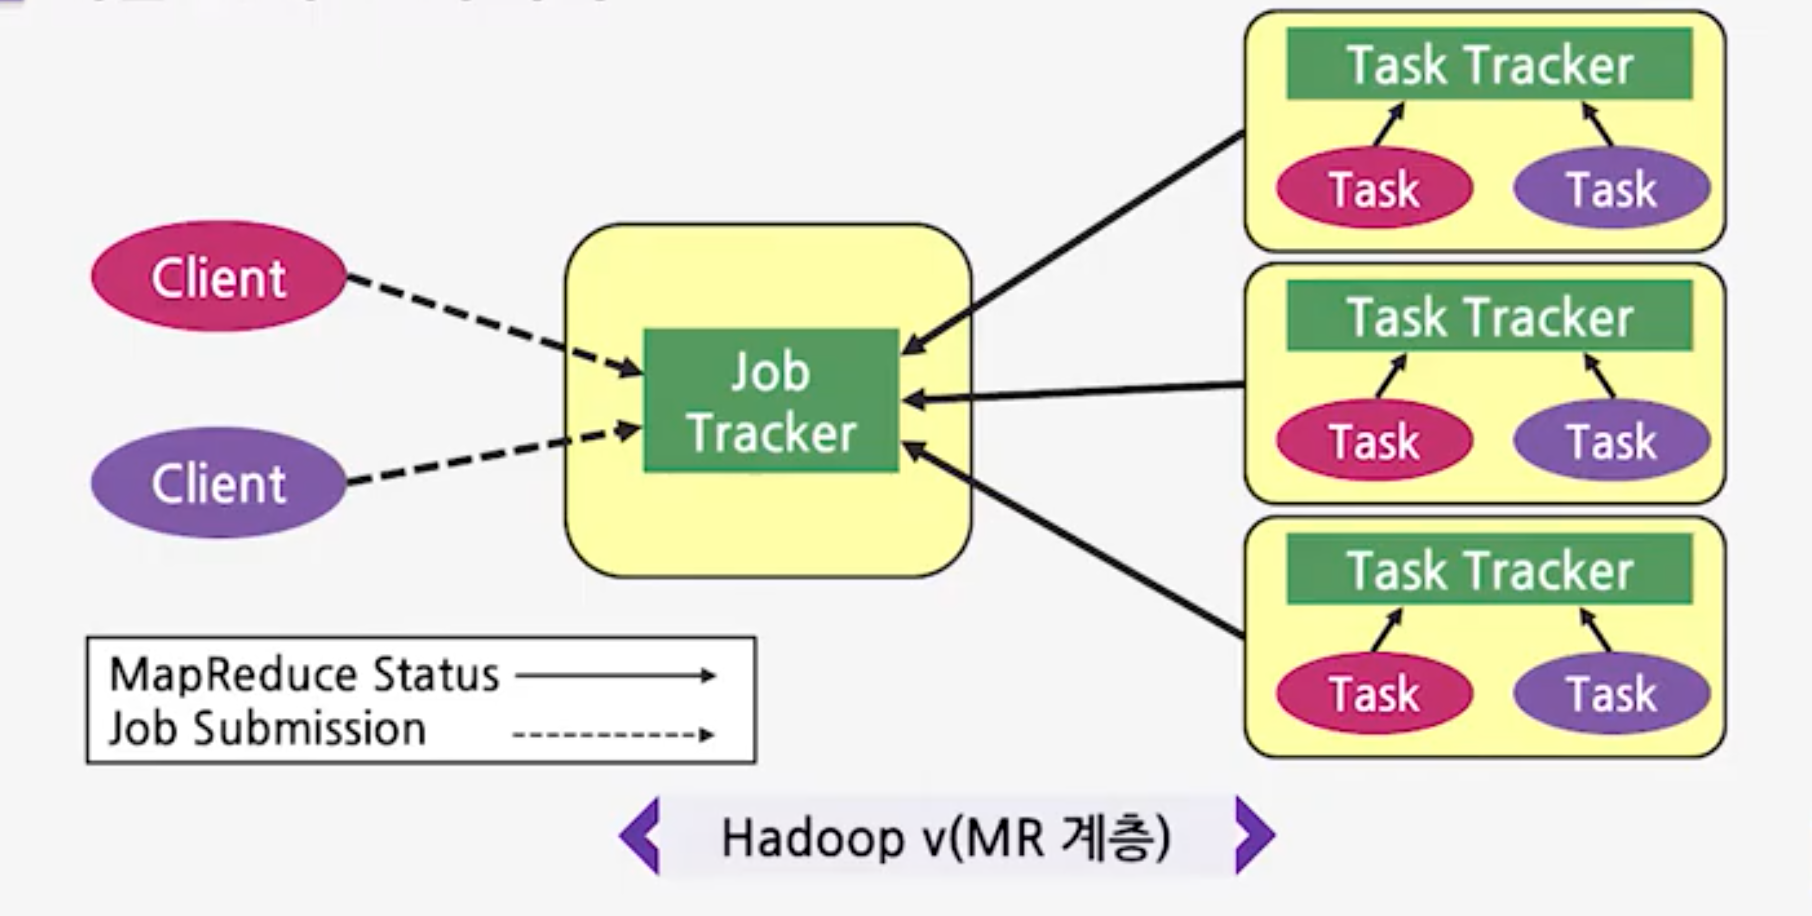 Task Tracker
Task Task
Client
Job
Tracker
Task Tracker
Task Task
Client
Task Tracker
Task Task
MapReduce Status
Job Submission
Hadoop v(MR 계층)